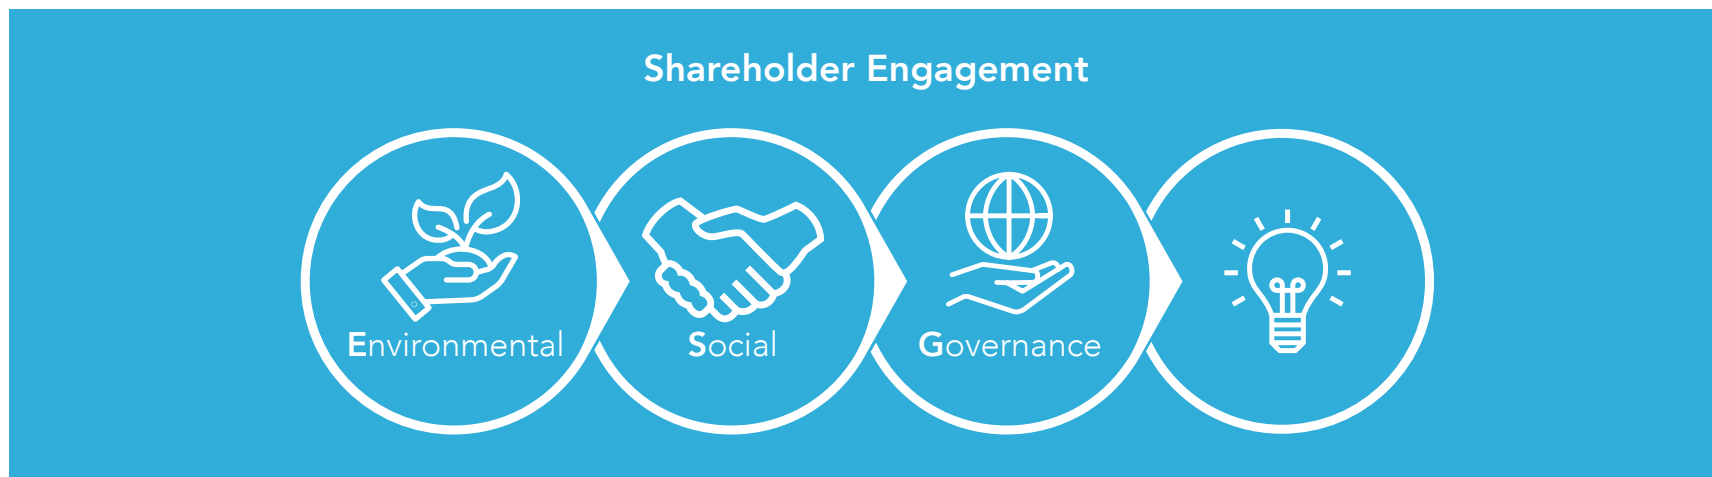 Shareholder Engagement
Environmental
Social
Governance